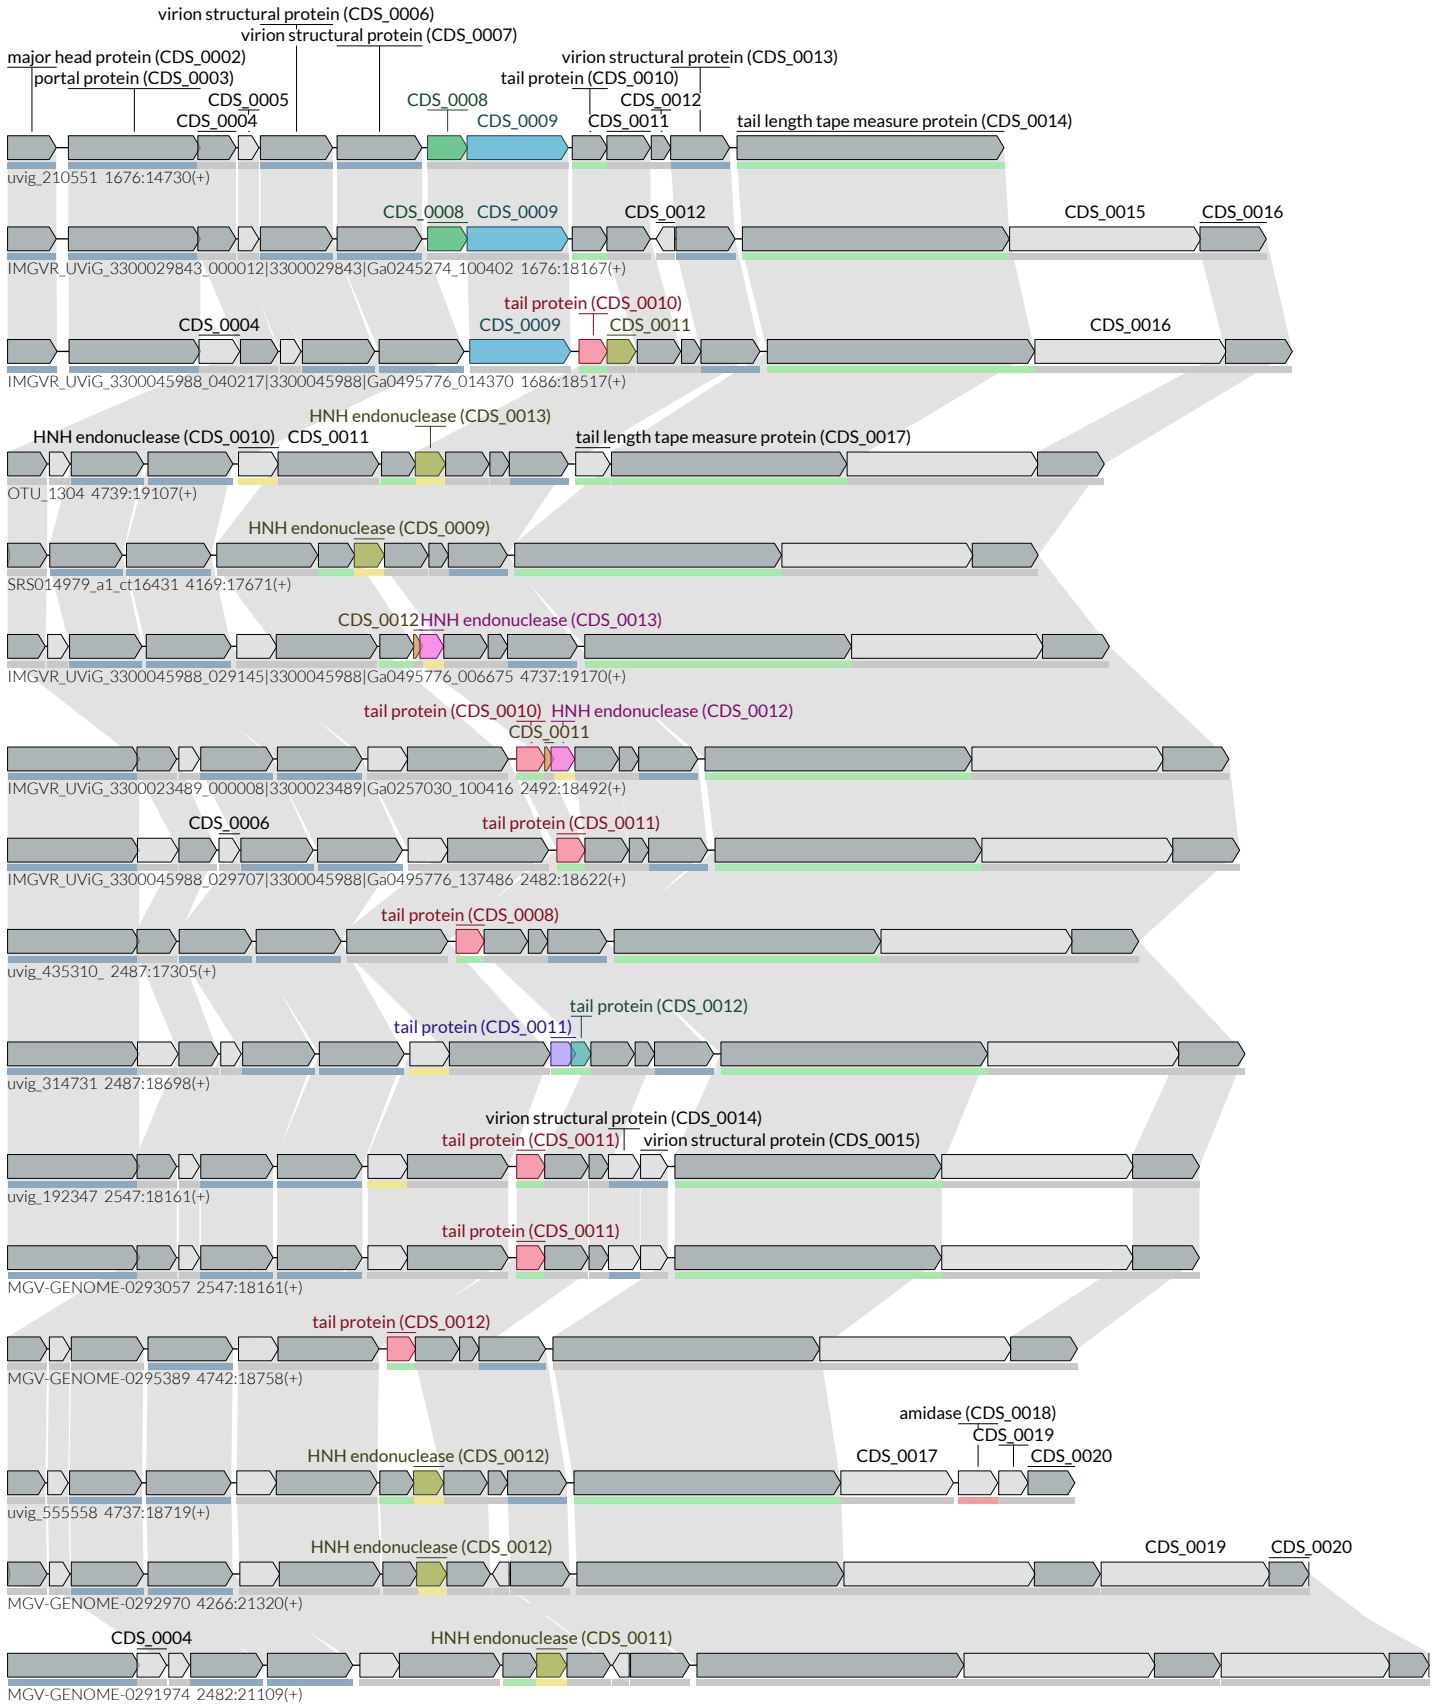 virion structural protein (CDS_0006)
virion structural protein (CDS_0007)
major head protein (CDS_0002)
virion structural protein (CDS_0013)
portal protein (CDS_0003)
tail protein (CDS_0010)
CDS_0005
CDS_0008
CDS_0012
CDS_0004
CDS_0009
CDS_0011
tail length tape measure protein (CDS_0014)
uvig_210551 1676:14730(+)
CDS_0008
CDS_0009
CDS_0012
CDS_0015
CDS_0016
IMGVR_UViG_3300029843_000012|3300029843|Ga0245274_100402 1676:18167(+)
tail protein (CDS_0010)
CDS_0004
CDS_0009
CDS_0011
CDS_0016
IMGVR_UViG_3300045988_040217|3300045988|Ga0495776_014370 1686:18517(+)
HNH endonuclease (CDS_0013)
HNH endonuclease (CDS_0010)
CDS_0011
tail length tape measure protein (CDS_0017)
OTU_1304 4739:19107(+)
HNH endonuclease (CDS_0009)
SRS014979_a1_ct16431 4169:17671(+)
CDS_0012
HNH endonuclease (CDS_0013)
IMGVR_UViG_3300045988_029145|3300045988|Ga0495776_006675 4737:19170(+)
tail protein (CDS_0010)
HNH endonuclease (CDS_0012)
CDS_0011
IMGVR_UViG_3300023489_000008|3300023489|Ga0257030_100416 2492:18492(+)
CDS_0006
tail protein (CDS_0011)
IMGVR_UViG_3300045988_029707|3300045988|Ga0495776_137486 2482:18622(+)
tail protein (CDS_0008)
uvig_435310_ 2487:17305(+)
tail protein (CDS_0012)
tail protein (CDS_0011)
uvig_314731 2487:18698(+)
virion structural protein (CDS_0014)
tail protein (CDS_0011)
virion structural protein (CDS_0015)
uvig_192347 2547:18161(+)
tail protein (CDS_0011)
MGV-GENOME-0293057 2547:18161(+)
tail protein (CDS_0012)
MGV-GENOME-0295389 4742:18758(+)
amidase (CDS_0018)
CDS_0019
HNH endonuclease (CDS_0012)
CDS_0017
CDS_0020
uvig_555558 4737:18719(+)
HNH endonuclease (CDS_0012)
CDS_0019
CDS_0020
MGV-GENOME-0292970 4266:21320(+)
CDS_0004
HNH endonuclease (CDS_0011)
MGV-GENOME-0291974 2482:21109(+)